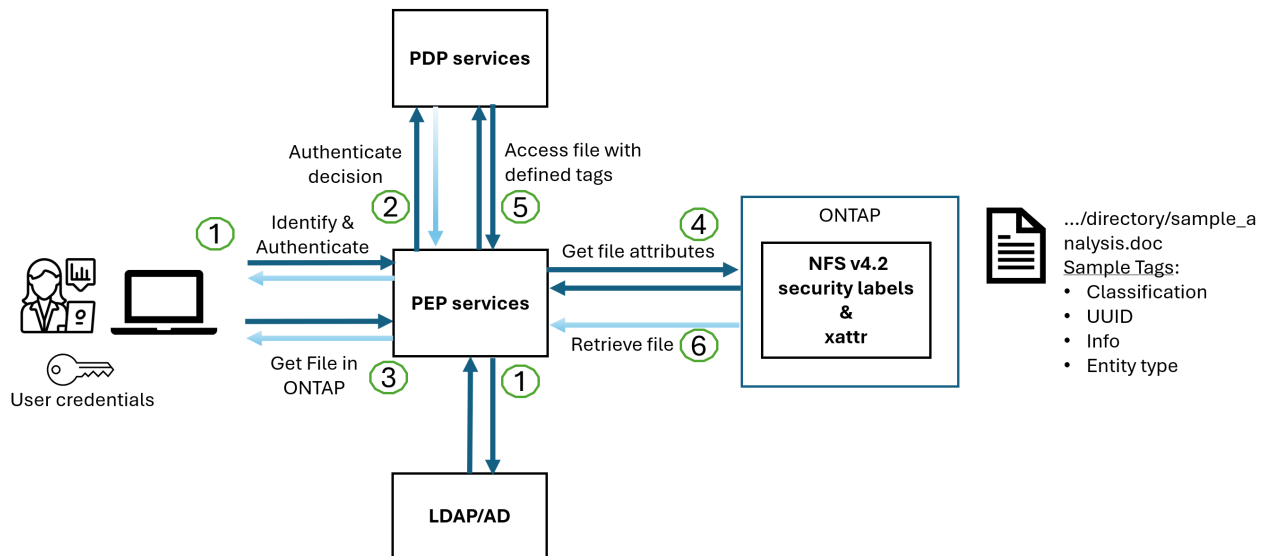 PDP services
Authenticate
decision
2
Access file with
defined tags
5
1
Identify &
Authenticate
PEP services
Get File in
ONTAP
3
User credentials
4
Get file attributes
Retrieve file
6
1
LDAP/AD
ONTAP
NFS v4.2
security labels
&
xattr
.../directory/sample_a
nalysis.doc
Sample Tags:
• Classification
• UUID
• Info
• Entity type